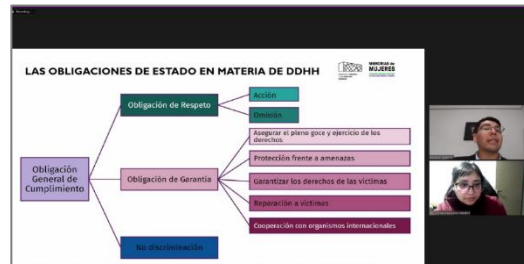 LAS OBLIGACIONES DE ESTADO EN MATERIA DE DDHH
MEMORIAS DE
MUJERES
Obligación
General de
Cumplimiento
Obligación de Respeto
Acción
Omisión
Obligación de Garantía
Asegurar el pleno goce y ejercicio de los
derechos
Protección frente a amenazas
Garantizar los derechos de las víctimas
Reparación a víctimas
Cooperación con organismos internacionales
No discriminación